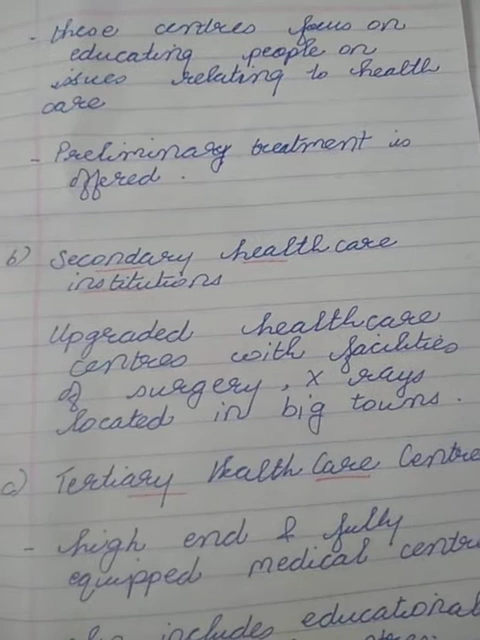 - these centres focus on
educating people on
issues relating to health
care
- Preliminary treatment is
offered.
b) Secondary healthcare
institutions
Upgraded healthcare
centres with facilities
of surgery, x rays
located in big towns.
c) Tertiary Health Care Centre
- high end & fully
equipped medical centre
also includes educational